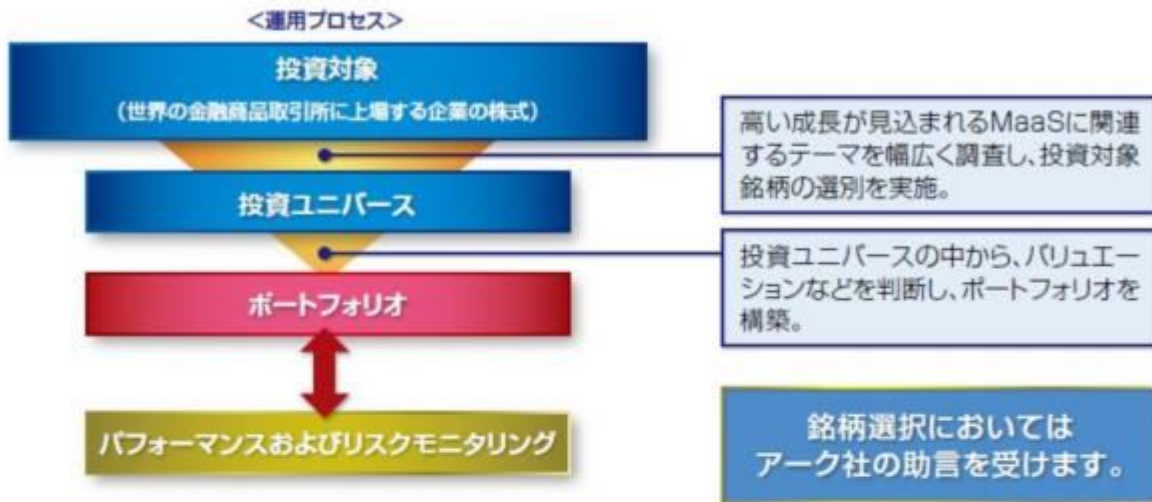 <運用プロセス>
投資対象
(世界の金融商品取引所に上場する企業の株式)
高い成長が見込まれるMaaSに関連
するテーマを幅広く調査し、投資対象
銘柄の選別を実施。
投資ユニバース
投資ユニバースの中から、バリュエー
ションなどを判断し、ポートフォリオを
構築。
ポートフォリオ
パフォーマンスおよびリスクモニタリング
銘柄選択においては
アーク社の助言を受けます。